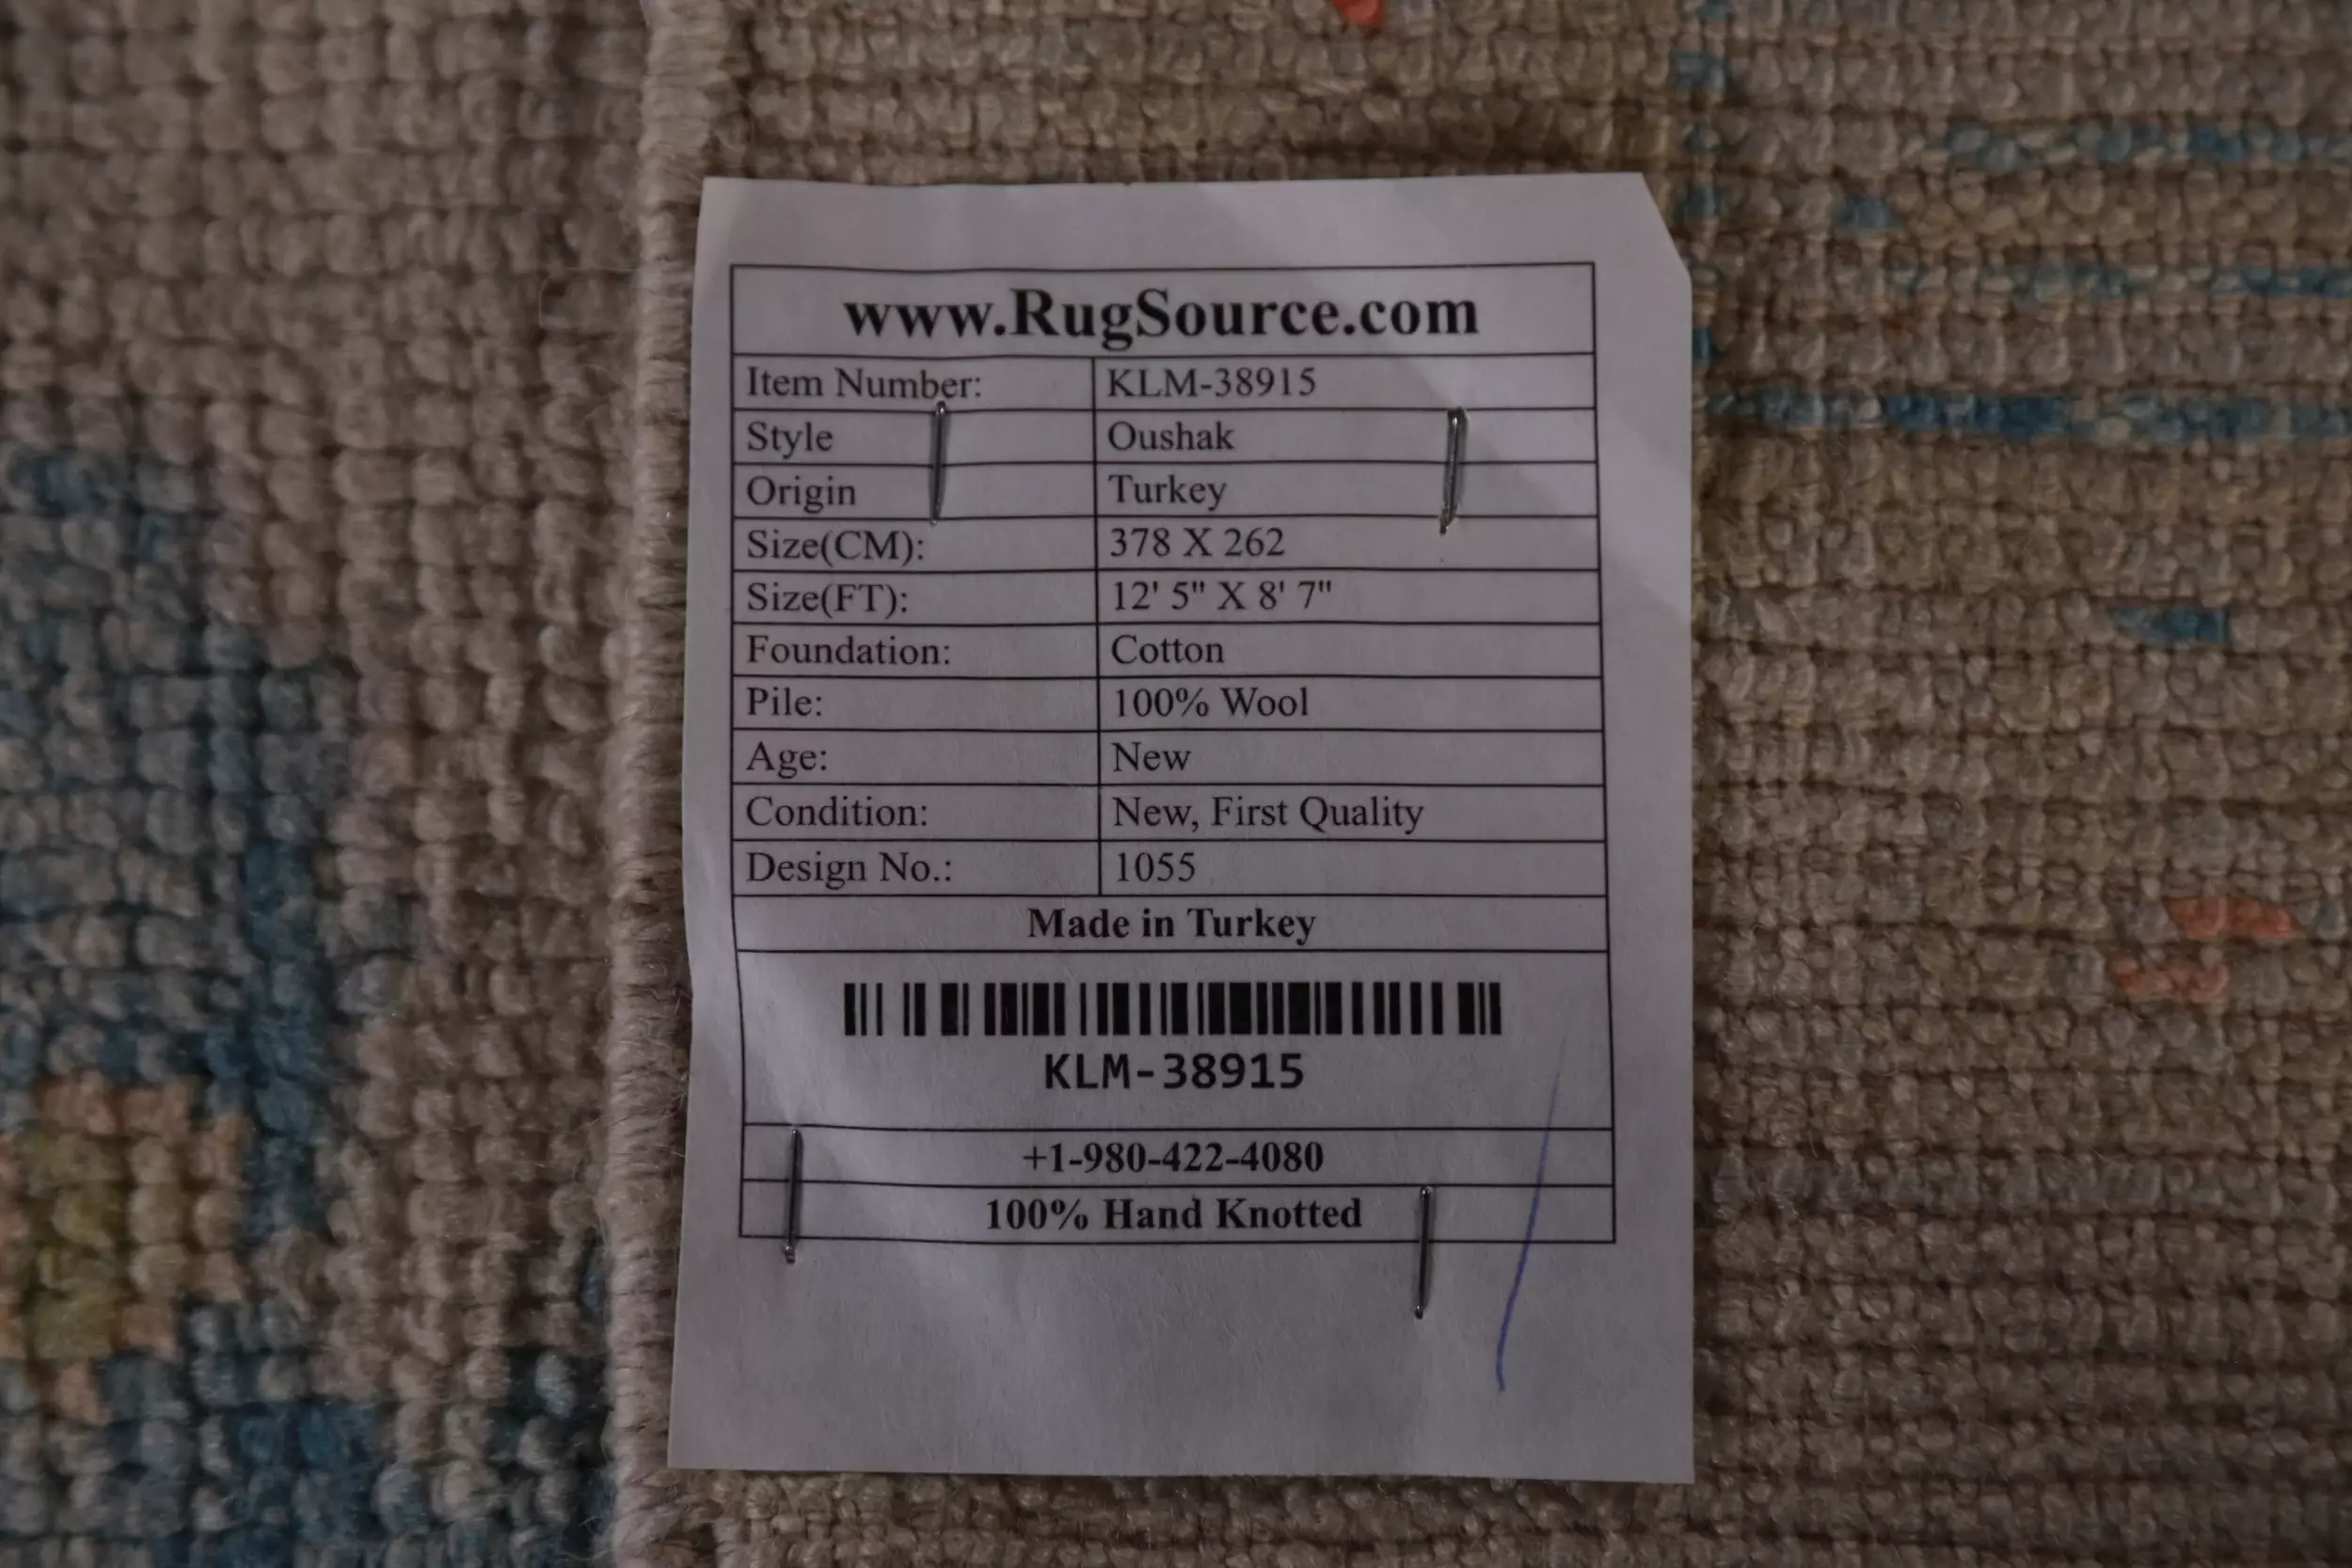 www.RugSource.com
Item Number: KLM-38915
Style Oushak
Origin Turkey
Size(CM): 378 X 262
Size(FT): 12' 5" X 8' 7"
Foundation: Cotton
Pile: 100% Wool
Age: New
Condition: New, First Quality
Design No.: 1055
Made in Turkey
KLM-38915
+1-980-422-4080
100% Hand Knotted